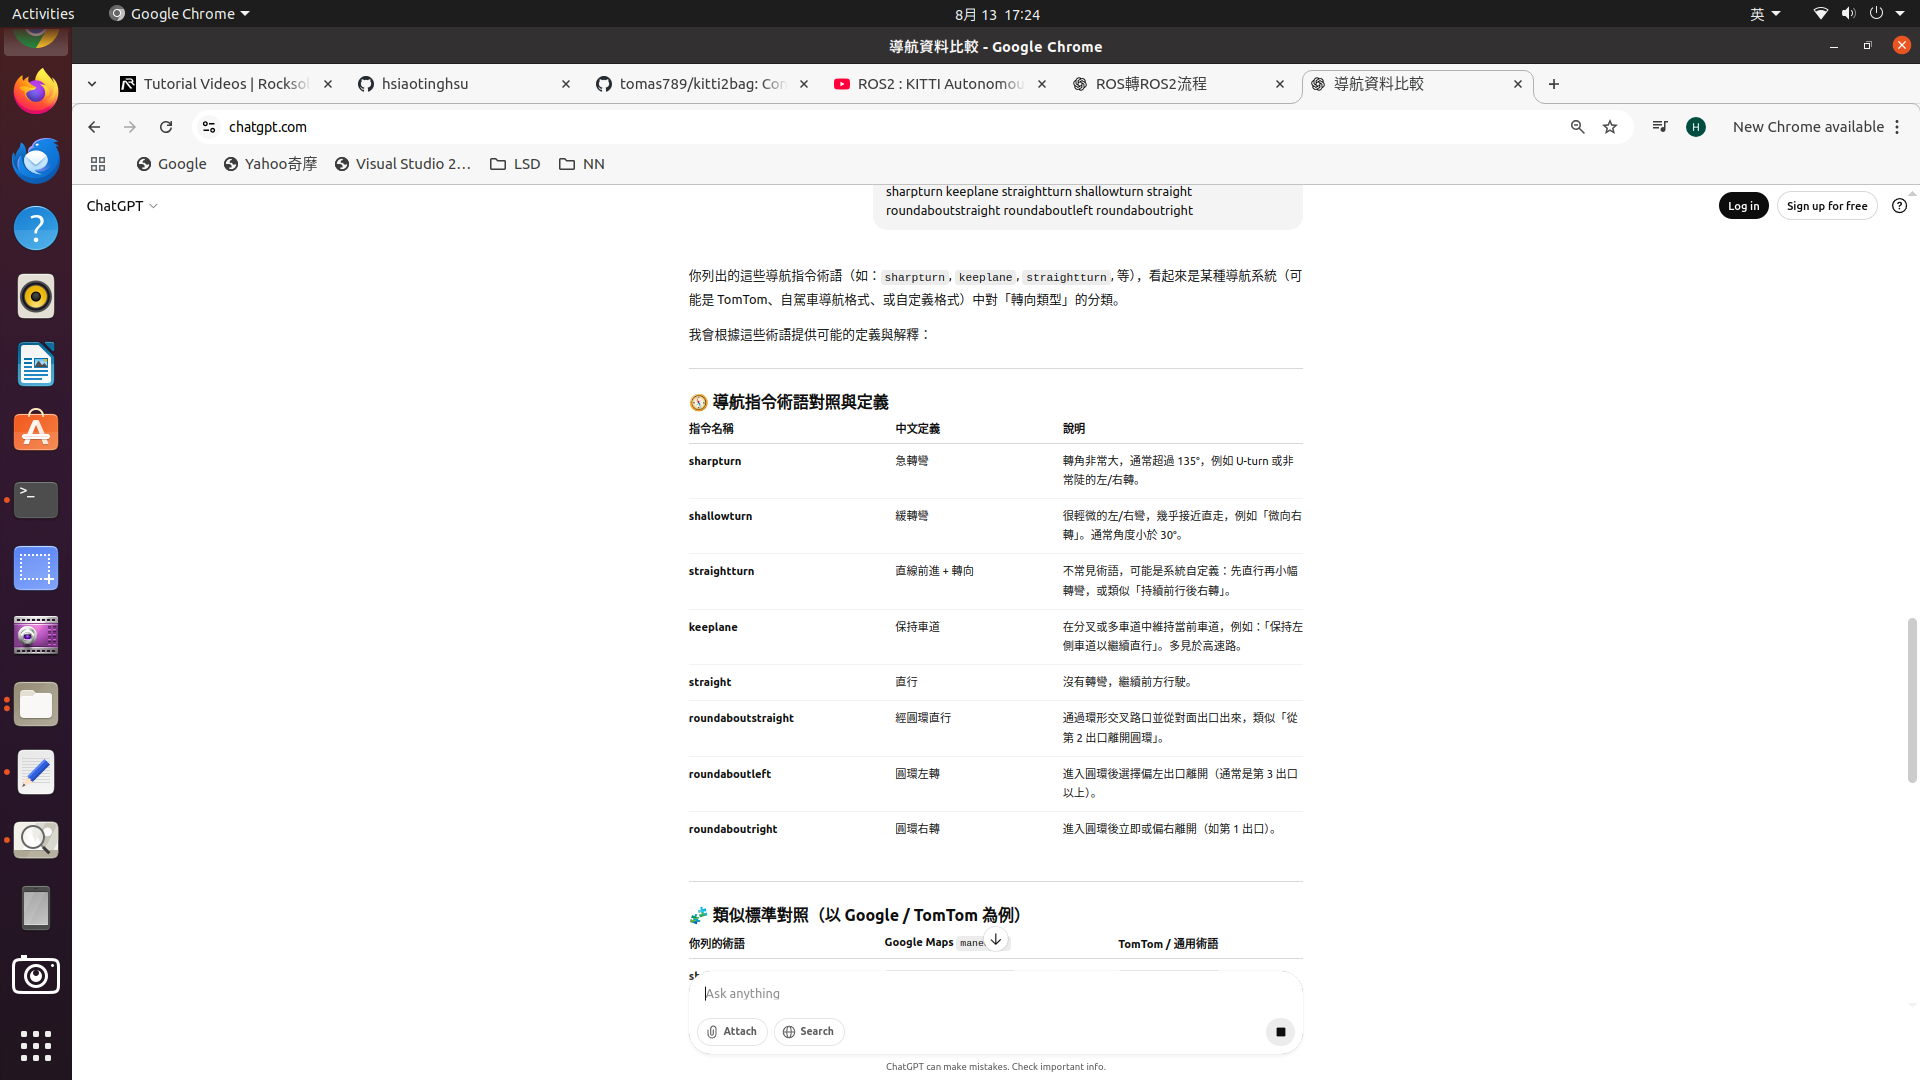 Activities
Google Chrome
8月 13 17:24
英
導航資料比較 - Google Chrome
Tutorial Videos | Rocksol
hsiaotinghsu
tomas789/kitti2bag: Con
ROS2 : KITTI Autonomou
ROS轉ROS2流程
導航資料比較
chatgpt.com
H
New Chrome available
Google
Yahoo奇摩
Visual Studio 2…
LSD
NN
ChatGPT
Log in
Sign up for free
sharpturn keeplane straightturn shallowturn straight
roundaboutstraight roundaboutleft roundaboutright
你列出的這些導航指令術語（如：sharpturn, keeplane, straightturn, 等），看起來是某種導航系統（可
能是 TomTom、自駕車導航格式、或自定義格式）中對「轉向類型」的分類。
我會根據這些術語提供可能的定義與解釋：
導航指令術語對照與定義
指令名稱 中文定義 說明
sharpturn 急轉彎 轉角非常大，通常超過 135°，例如 U-turn 或非
常陡的左/右轉。
shallowturn 緩轉彎 很輕微的左/右彎，幾乎接近直走，例如「微向右
轉」。通常角度小於 30°。
straightturn 直線前進 + 轉向 不常見術語，可能是系統自定義：先直行再小幅
轉彎，或類似「持續前行後右轉」。
keeplane 保持車道 在分叉或多車道中維持當前車道，例如：「保持左
側車道以繼續直行」。多見於高速路。
straight 直行 沒有轉彎，繼續前方行駛。
roundaboutstraight 經圓環直行 通過環形交叉路口並從對面出口出來，類似「從
第 2 出口離開圓環」。
roundaboutleft 圓環左轉 進入圓環後選擇偏左出口離開（通常是第 3 出口
以上）。
roundaboutright 圓環右轉 進入圓環後立即或偏右離開（如第 1 出口）。
類似標準對照（以 Google / TomTom 為例）
你列的術語 Google Maps TomTom / 通用術語
Ask anything
Attach
Search
ChatGPT can make mistakes. Check important info.